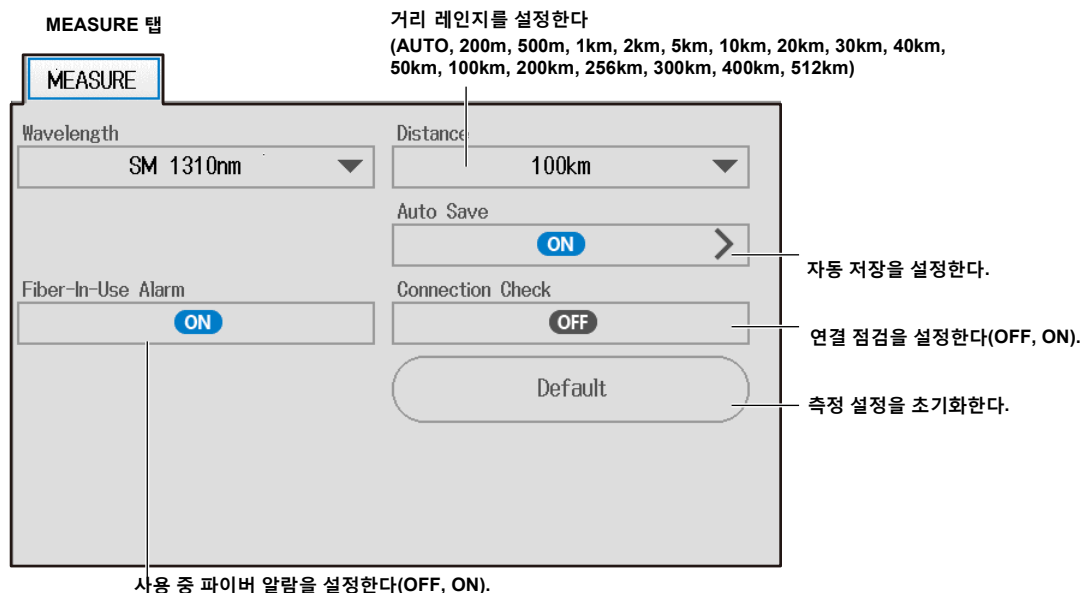 MEASURE 탭
거리 레인지를 설정한다
(AUTO, 200m, 500m, 1km, 2km, 5km, 10km, 20km, 30km, 40km,
50km, 100km, 200km, 256km, 300km, 400km, 512km)
MEASURE
Wavelength
SM 1310nm
Distance
100km
Auto Save
ON
자동 저장을 설정한다.
Fiber-In-Use Alarm
ON
Connection Check
OFF
연결 점검을 설정한다(OFF, ON).
Default
측정 설정을 초기화한다.
사용 중 파이버 알람을 설정한다(OFF, ON).